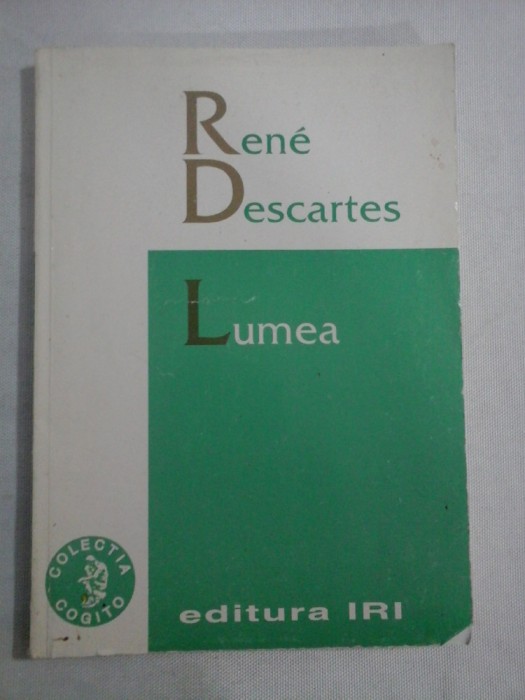 René
Descartes
Lumea
COLECTIA
COGITO
editura IRI